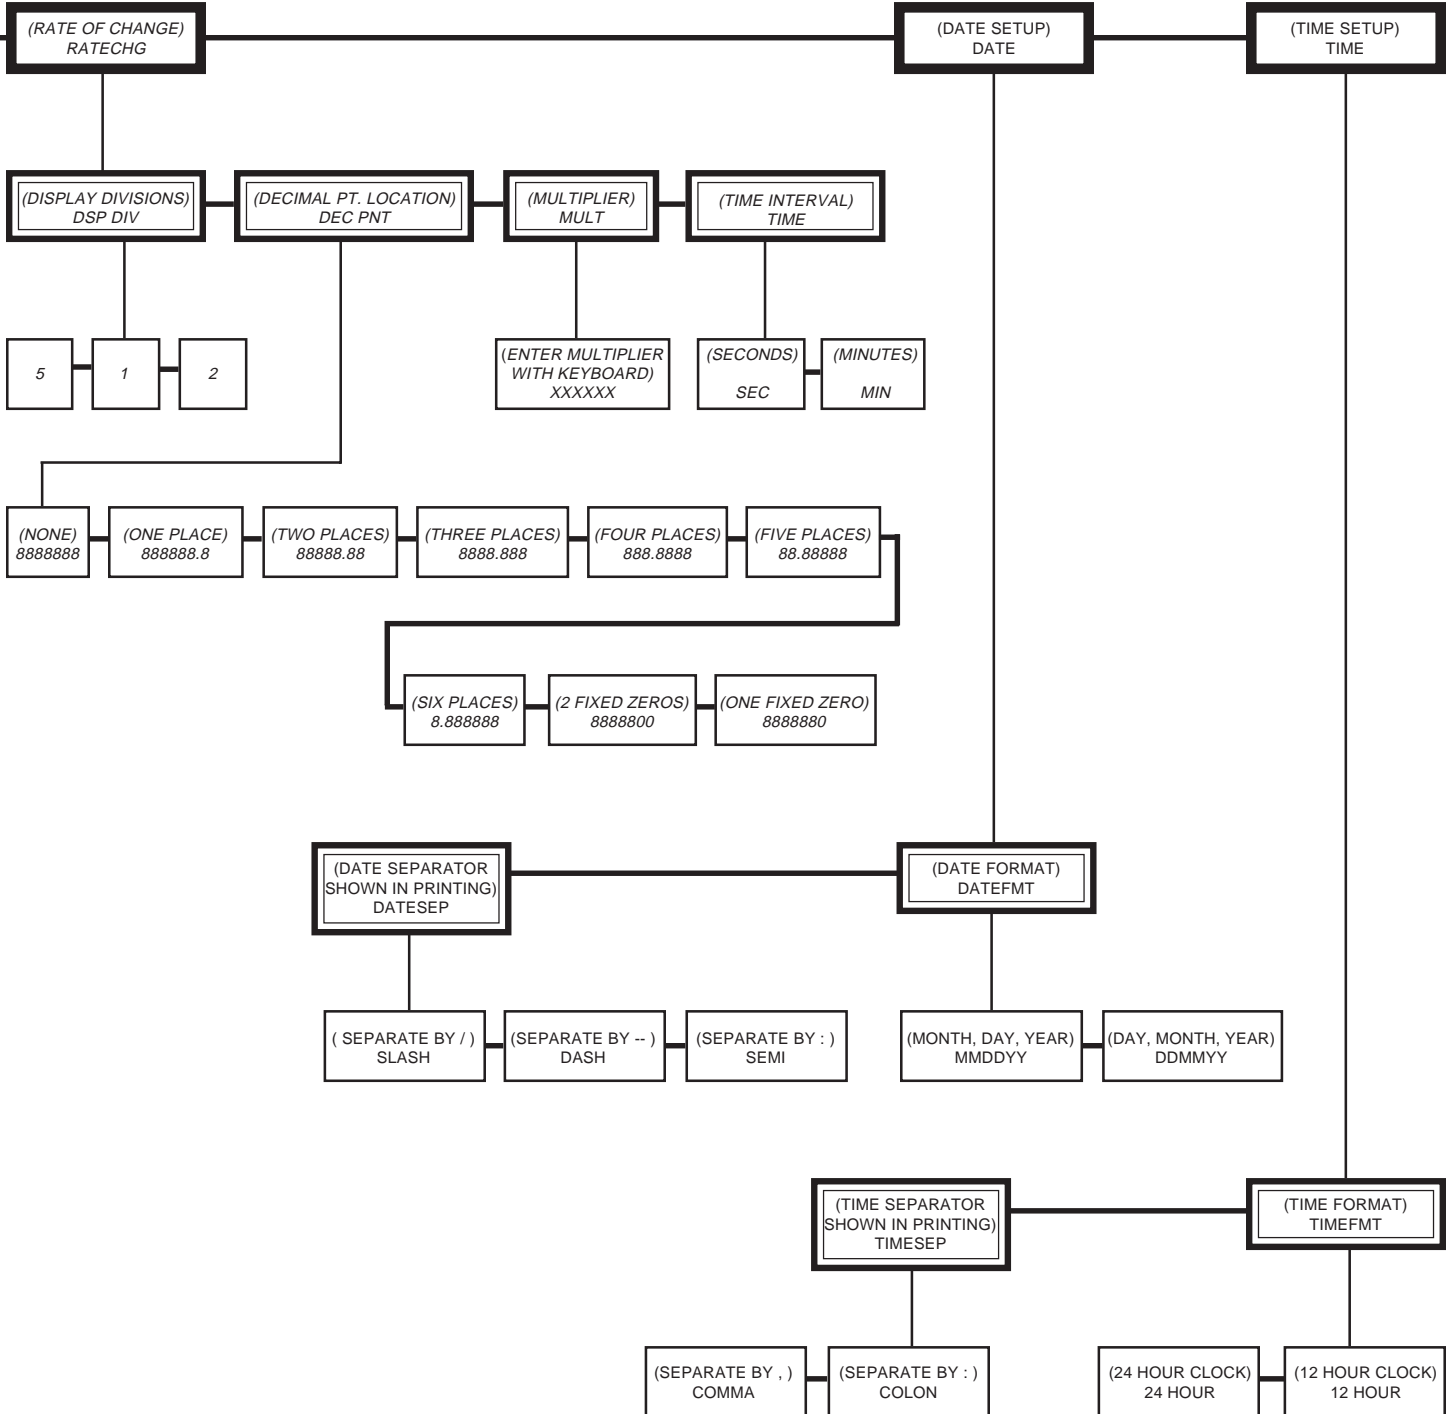 (RATE OF CHANGE)
RATECHG
(DATE SETUP)
DATE
(TIME SETUP)
TIME
(DISPLAY DIVISIONS)
DSP DIV
(DECIMAL PT. LOCATION)
DEC PNT
(MULTIPLIER)
MULT
(TIME INTERVAL)
TIME
5
1
2
(ENTER MULTIPLIER
WITH KEYBOARD)
XXXXXX
(SECONDS)
SEC
(MINUTES)
MIN
(NONE)
8888888
(ONE PLACE)
888888.8
(TWO PLACES)
88888.88
(THREE PLACES)
8888.888
(FOUR PLACES)
888.8888
(FIVE PLACES)
88.88888
(SIX PLACES)
8.888888
(2 FIXED ZEROS)
8888800
(ONE FIXED ZERO)
8888880
(DATE SEPARATOR
SHOWN IN PRINTING)
DATESEP
(DATE FORMAT)
DATEFMT
( SEPARATE BY / )
SLASH
(SEPARATE BY -- )
DASH
(SEPARATE BY : )
SEMI
(MONTH, DAY, YEAR)
MMDDYY
(DAY, MONTH, YEAR)
DDMMYY
(TIME SEPARATOR
SHOWN IN PRINTING)
TIMESEP
(TIME FORMAT)
TIMEFMT
(SEPARATE BY , )
COMMA
(SEPARATE BY : )
COLON
(24 HOUR CLOCK)
24 HOUR
(12 HOUR CLOCK)
12 HOUR